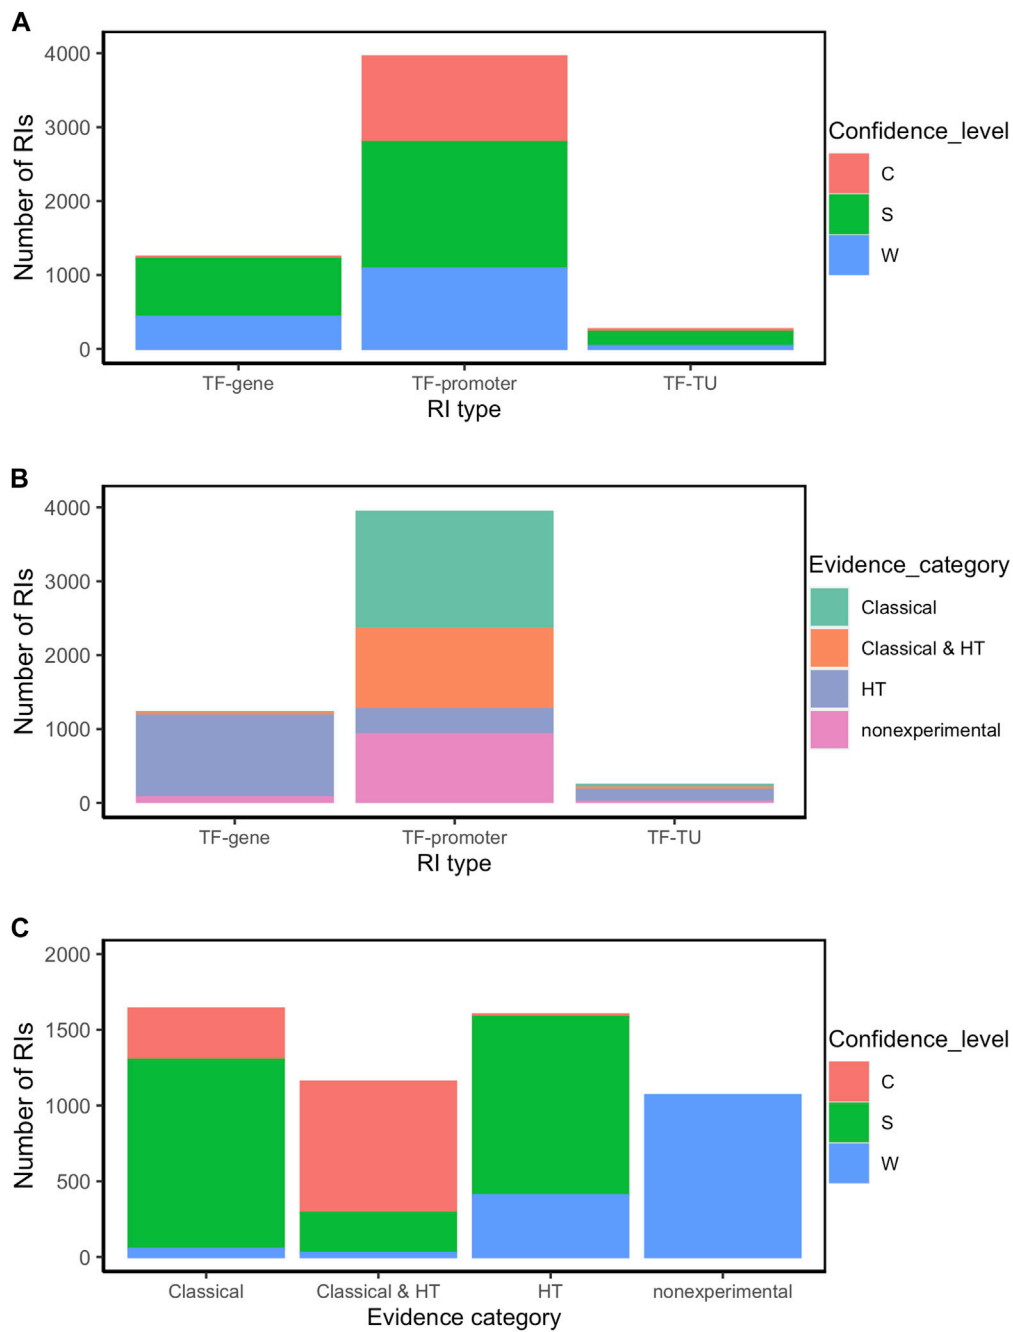 A
Number of RIs
4000
3000
2000
1000
0
TF-gene
TF-promoter
TF-TU
RI type
Confidence_level
C
S
W
B
Number of RIs
4000
3000
2000
1000
0
TF-gene
TF-promoter
TF-TU
RI type
Evidence_category
Classical
Classical & HT
HT
nonexperimental
C
Number of RIs
2000
1500
1000
500
0
Classical
Classical & HT
HT
nonexperimental
Evidence category
Confidence_level
C
S
W